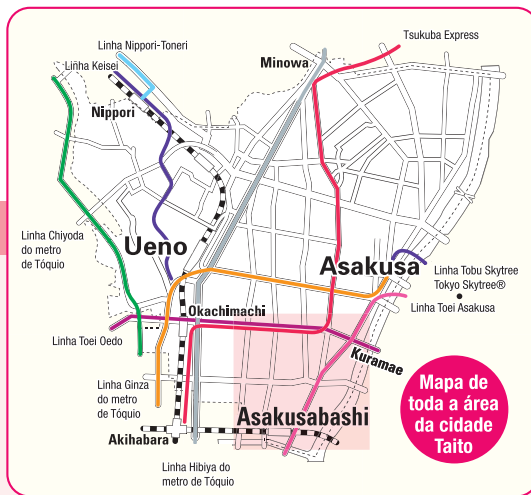 Linha Nippori-Toneri
Tsukuba Express
Linha Keisei
Minowa
Nippori
Linha Chiyoda
do metro
de Tóquio
Ueno
Asakusa
Linha Tobu Skytree
Tokyo Skytree®
Linha Toei Asakusa
Okachimachi
Linha Toei Oedo
Kuramae
Linha Ginza
do metro
de Tóquio
Asakusabashi
Akihabara
Linha Hibiya do
metro de Tóquio
Mapa de
toda a área
da cidade
Taito